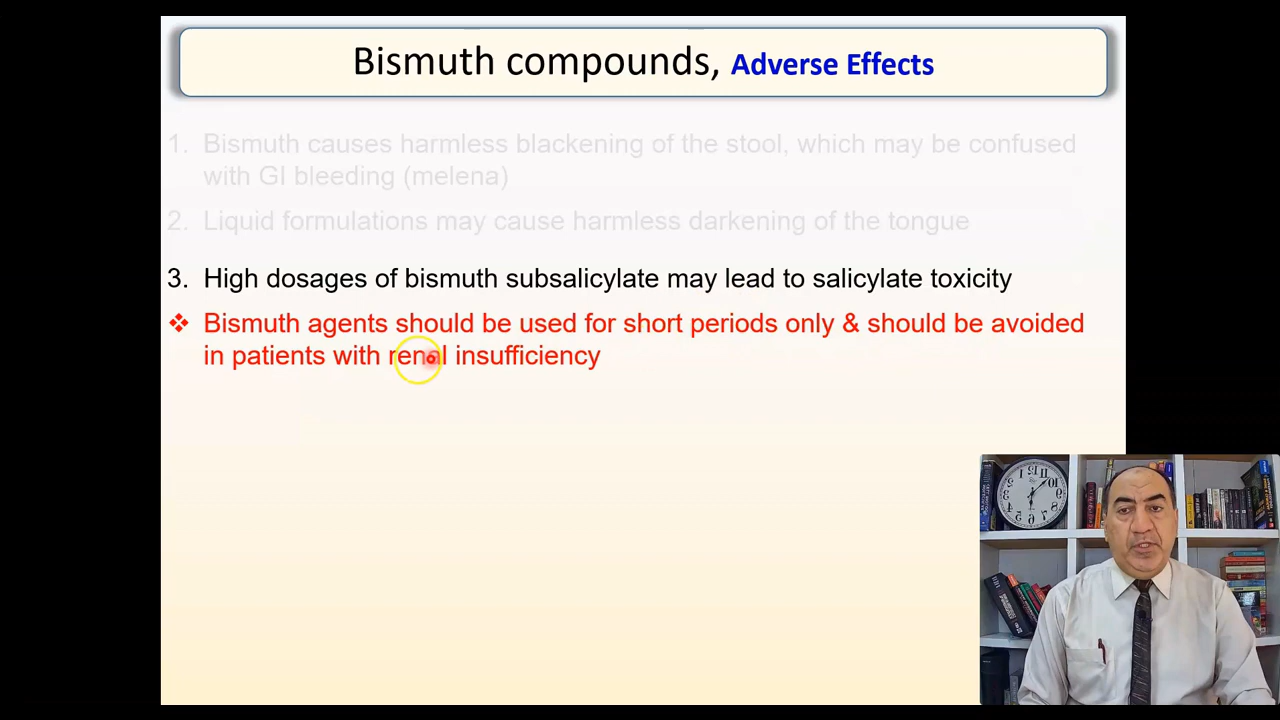 Bismuth compounds, Adverse Effects
1. Bismuth causes harmless blackening of the stool, which may be confused
with GI bleeding (melena)
2. Liquid formulations may cause harmless darkening of the tongue
3. High dosages of bismuth subsalicylate may lead to salicylate toxicity
❖ Bismuth agents should be used for short periods only & should be avoided
in patients with renal insufficiency